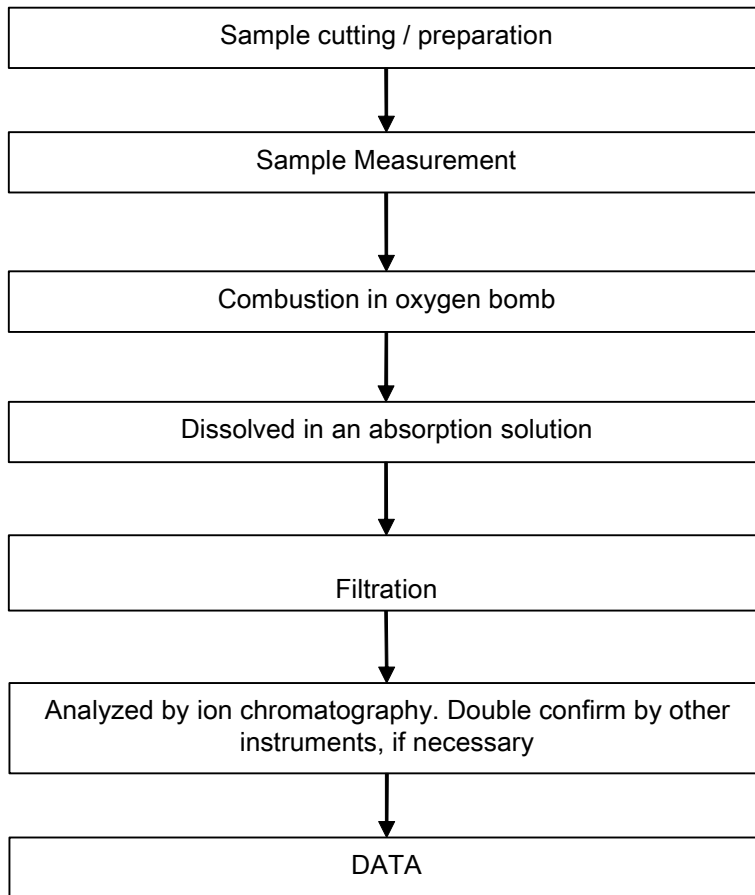 Sample cutting / preparation
Sample Measurement
Combustion in oxygen bomb
Dissolved in an absorption solution
Filtration
Analyzed by ion chromatography. Double confirm by other
instruments, if necessary
DATA